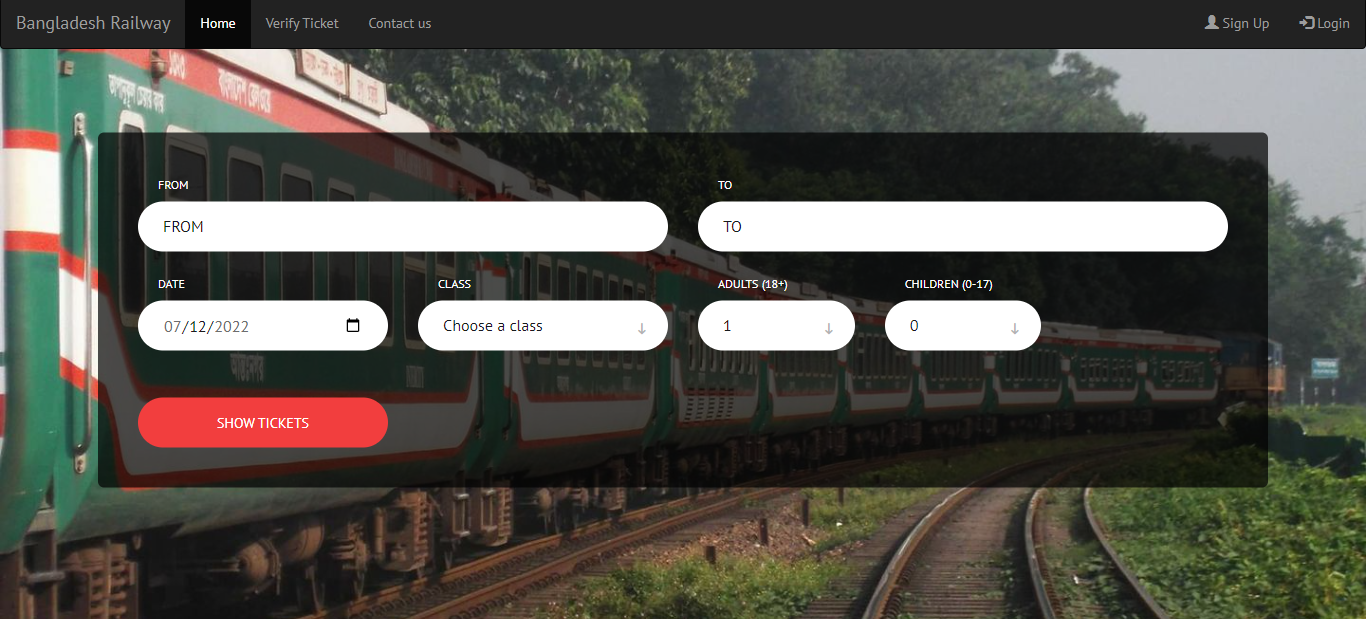 Bangladesh Railway Home Verify Ticket Contact us Sign Up Login
বাংলাদেশ রেলওয়ে
FROM TO
FROM TO
DATE CLASS ADULTS (18+) CHILDREN (0-17)
07/12/2022 Choose a class 1 0
SHOW TICKETS